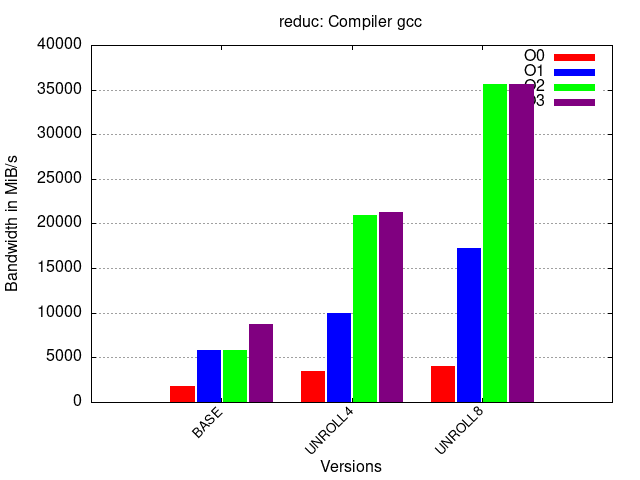 reduc: Compiler gcc
40000
35000
30000
25000
20000
15000
10000
5000
0
Bandwidth in MiB/s
O0
O1
O2
O3
BASE
UNROLL4
UNROLL8
Versions